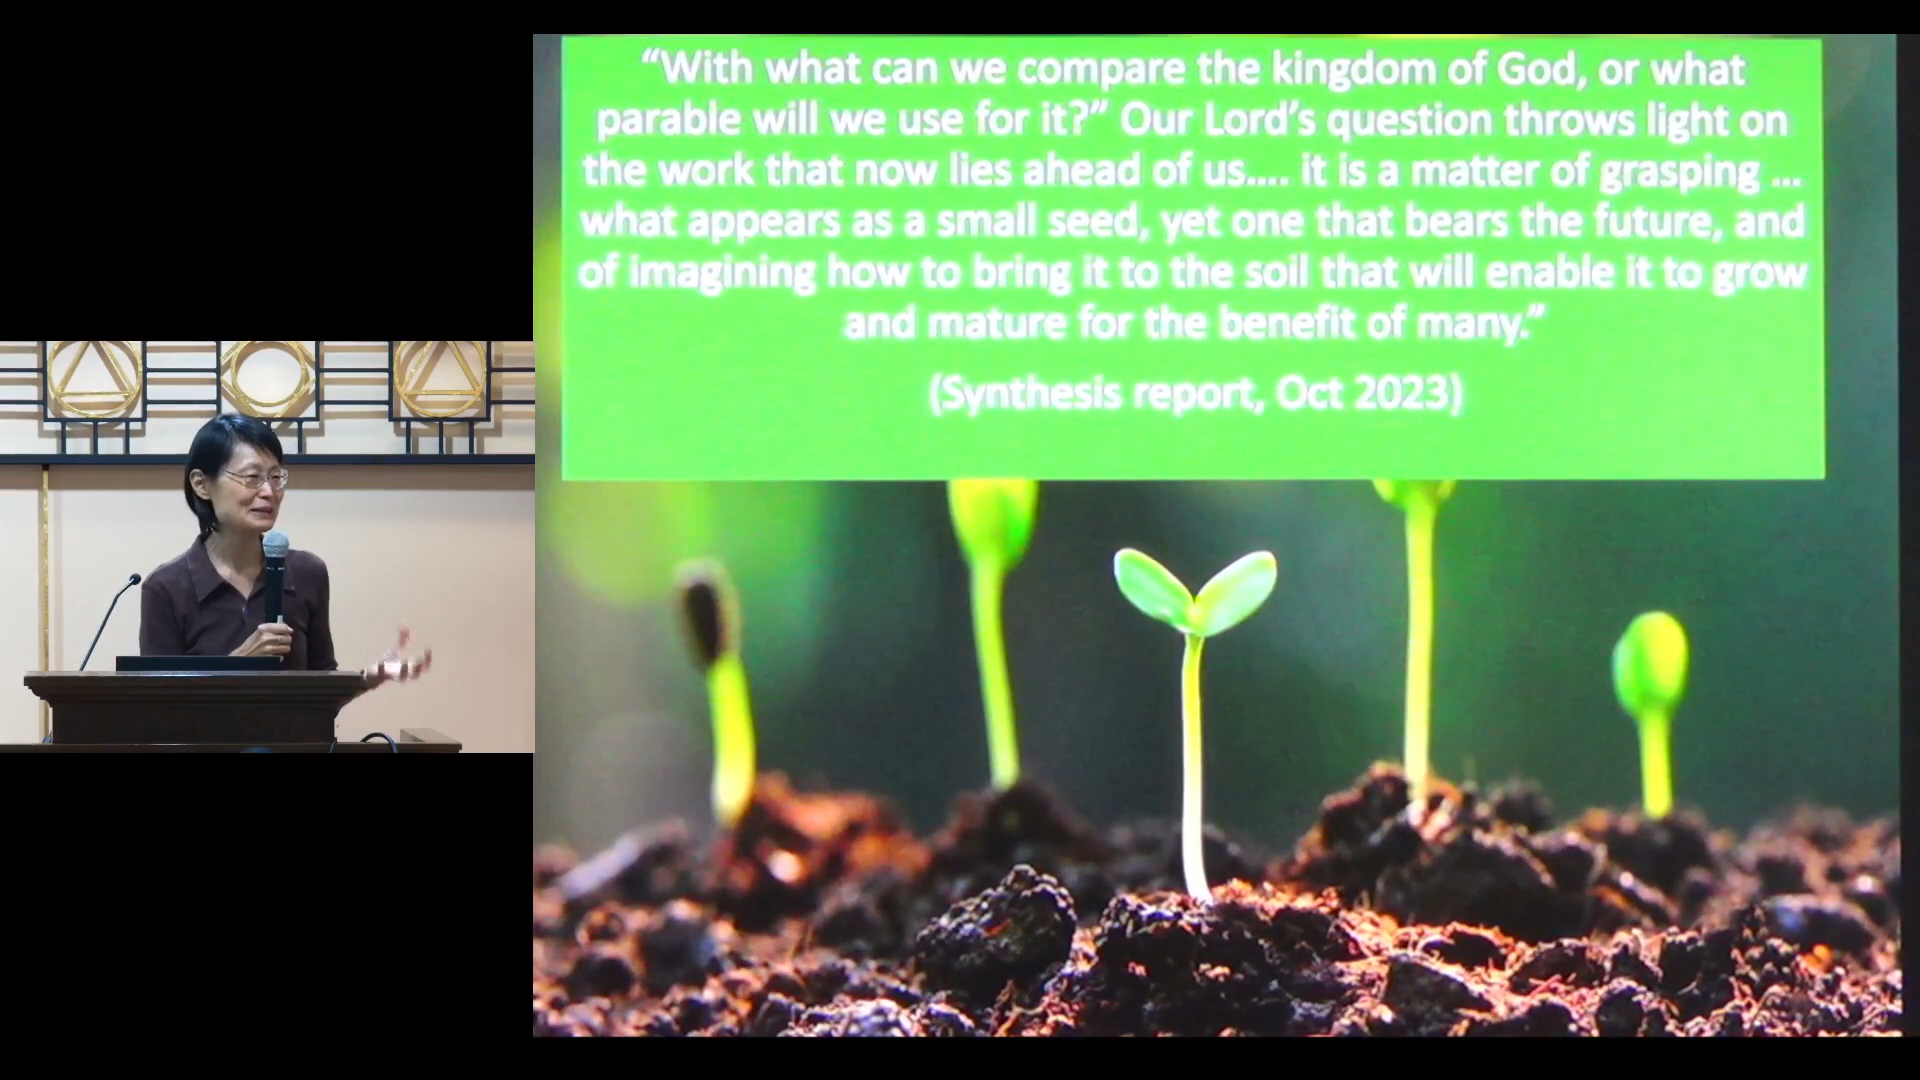 “With what can we compare the kingdom of God, or what
parable will we use for it?” Our Lord’s question throws light on
the work that now lies ahead of us.... it is a matter of grasping ...
what appears as a small seed, yet one that bears the future, and
of imagining how to bring it to the soil that will enable it to grow
and mature for the benefit of many.”
(Synthesis report, Oct 2023)